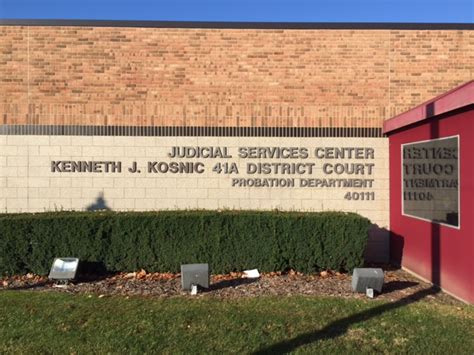 JUDICIAL SERVICES CENTER
KENNETH J. KOSNIC 41A DISTRICT COURT
PROBATION DEPARTMENT
40111